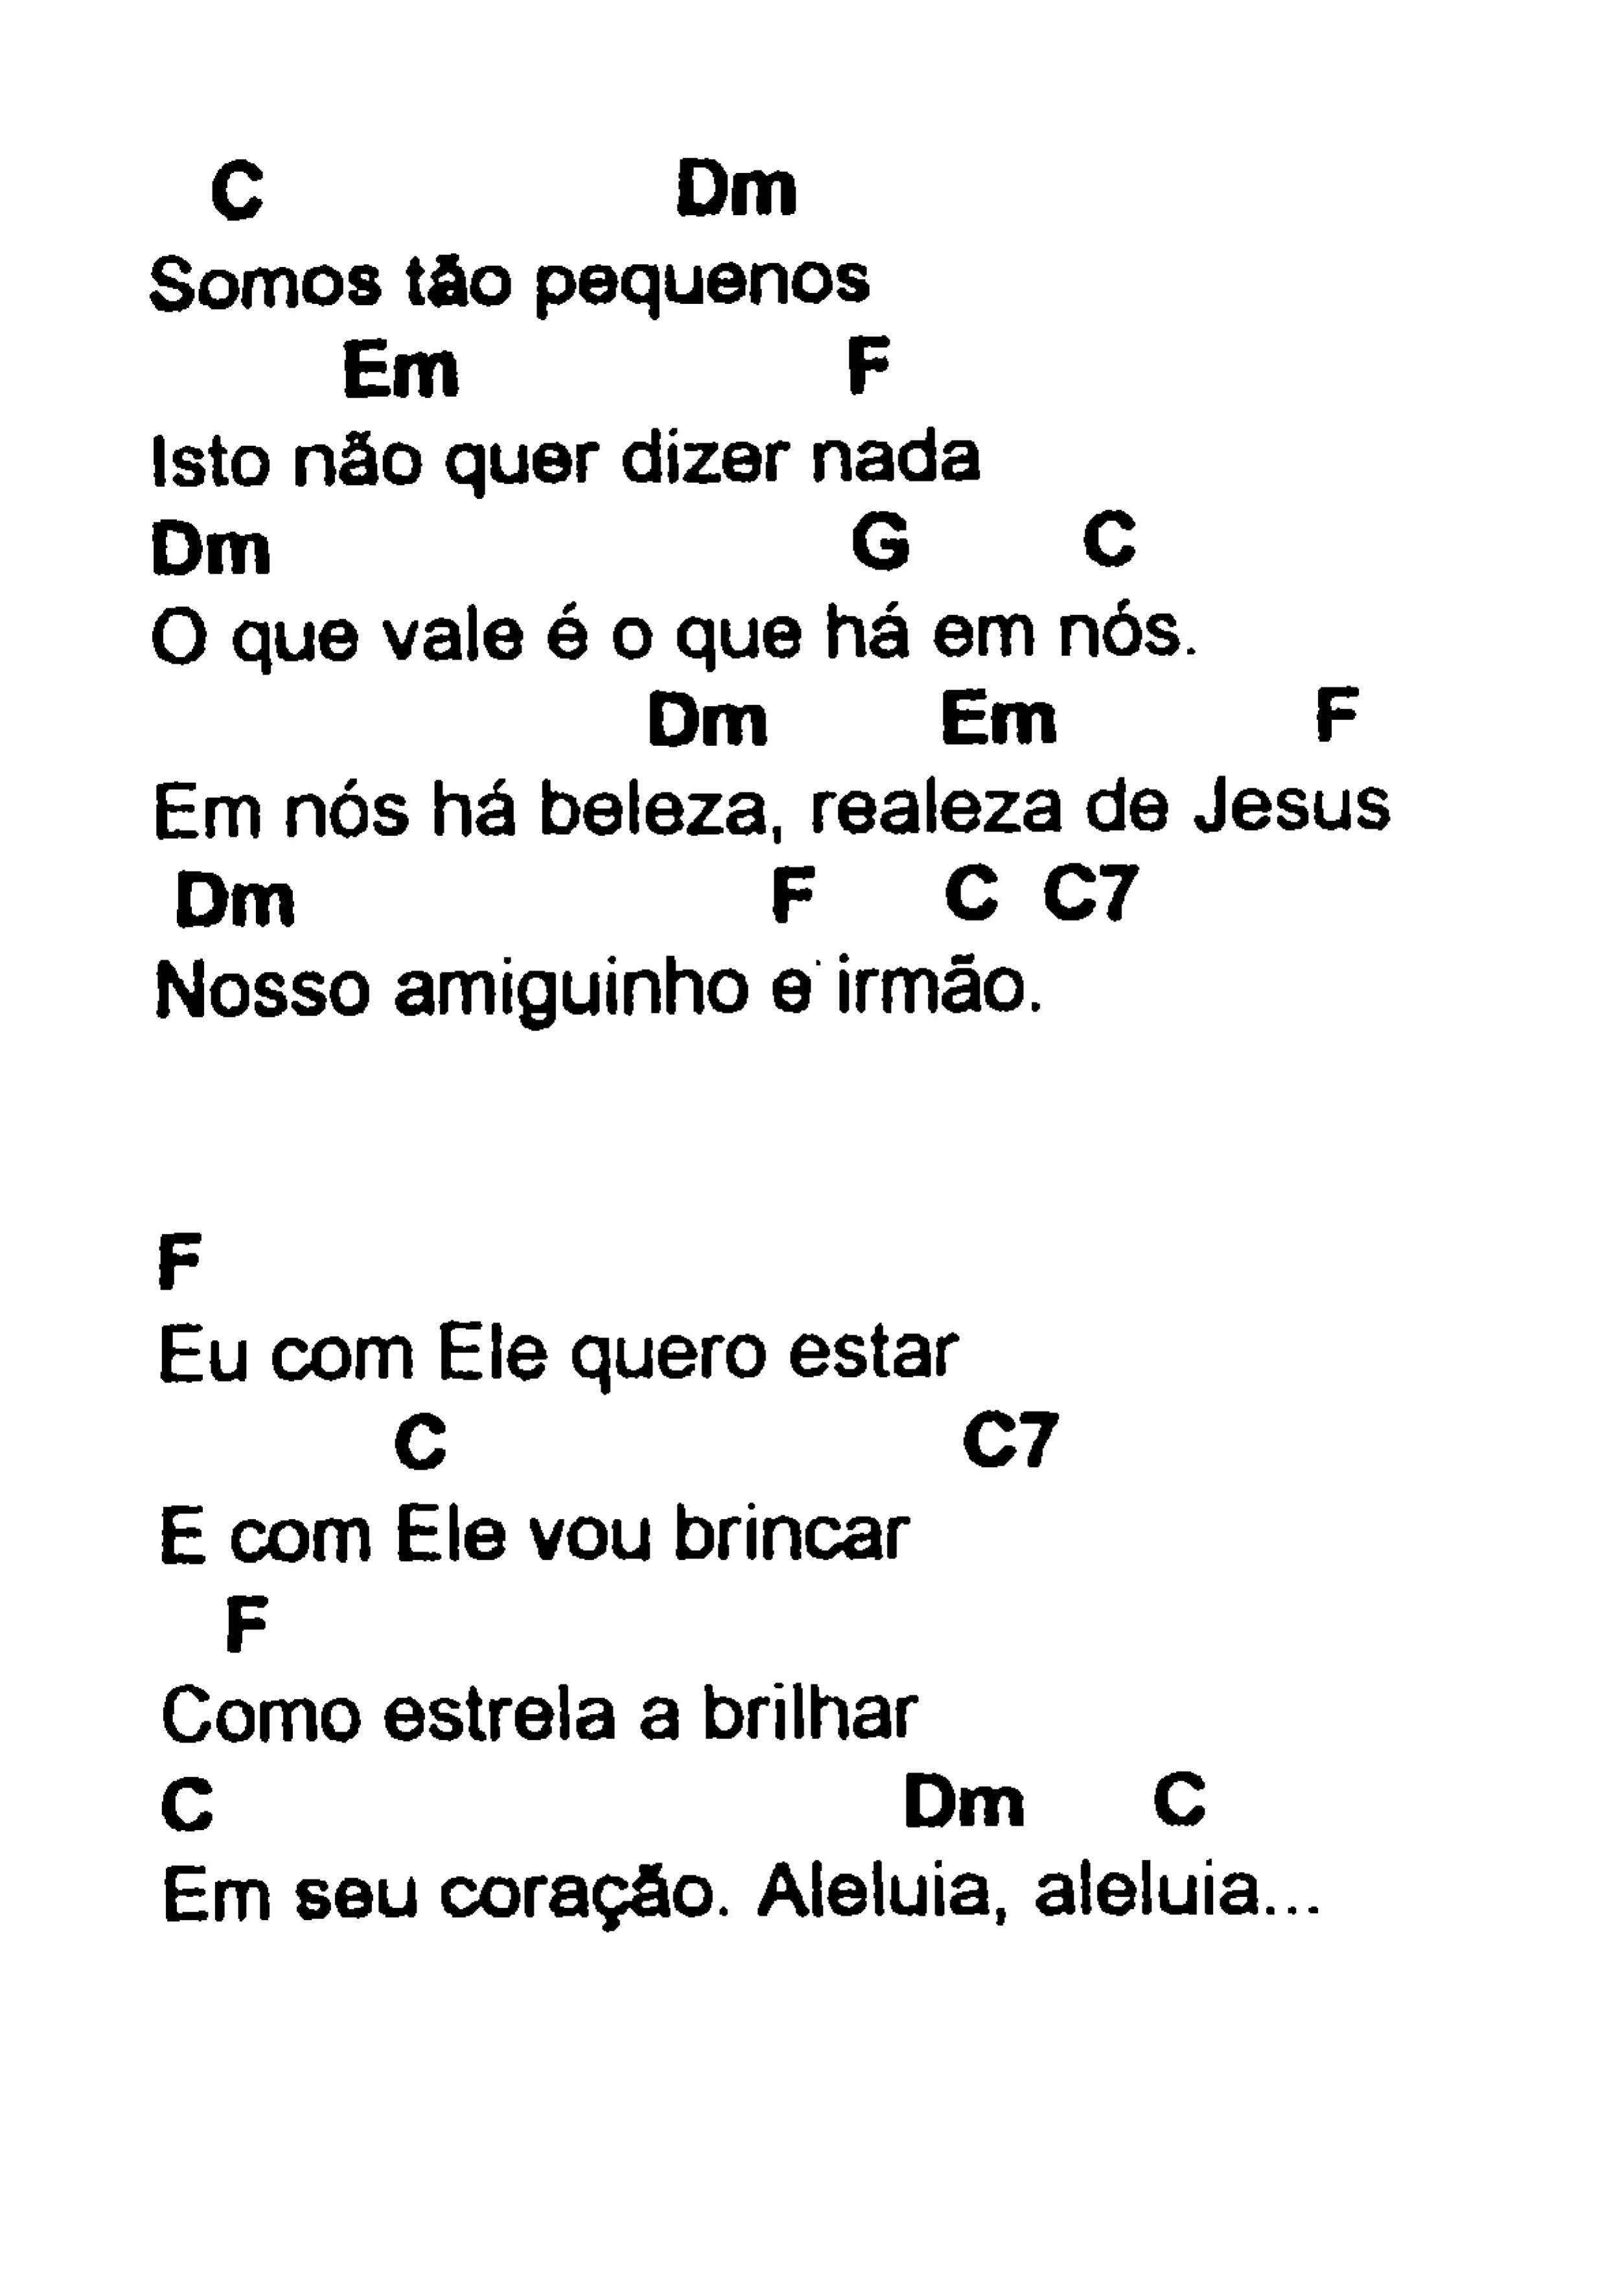 C Dm
Somos tão pequenos
Em F
Isto não quer dizer nada
Dm G C
O que vale é o que há em nós.
Dm Em F
Em nós há beleza, realeza de Jesus
Dm F C C7
Nosso amiguinho e irmão.
F
Eu com Ele quero estar
C C7
E com Ele vou brincar
F
Como estrela a brilhar
C Dm C
Em seu coração. Aleluia, aleluia...